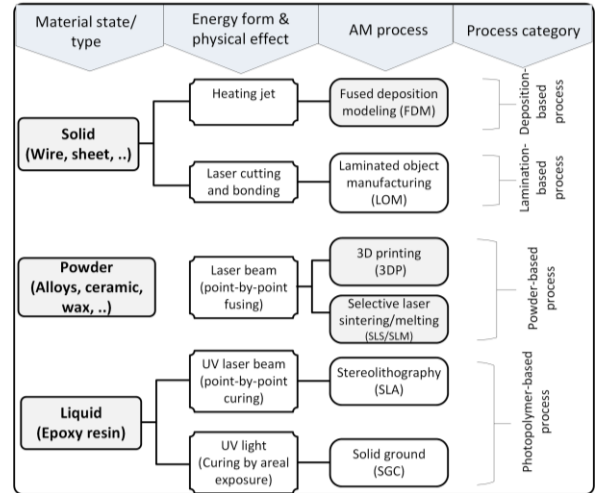 Material state/
type
Energy form &
physical effect
AM process
Process category
Solid
(Wire, sheet, ..)
Heating jet
Fused deposition
modeling (FDM)
Deposition-
based
process
Laser cutting
and bonding
Laminated object
manufacturing
(LOM)
Lamination-
based
process
Powder
(Alloys, ceramic,
wax, ..)
Laser beam
(point-by-point
fusing)
3D printing
(3DP)
Selective laser
sintering/melting
(SLS/SLM)
Powder-based
process
Liquid
(Epoxy resin)
UV laser beam
(point-by-point
curing)
Stereolithography
(SLA)
UV light
(Curing by areal
exposure)
Solid ground
(SGC)
Photopolymer-based
process